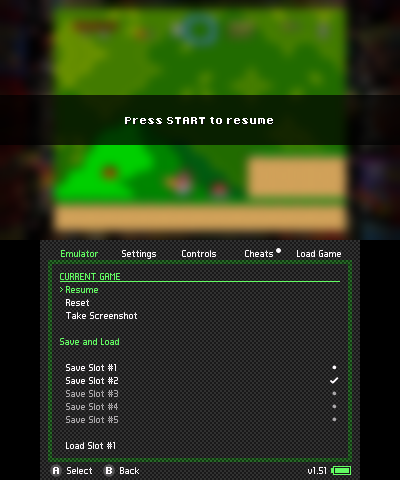 Press START to resume
Emulator Settings Controls Cheats Load Game
CURRENT GAME
Resume
Reset
Take Screenshot
Save and Load
Save Slot #1
Save Slot #2
Save Slot #3
Save Slot #4
Save Slot #5
Load Slot #1
A Select B Back v1.51